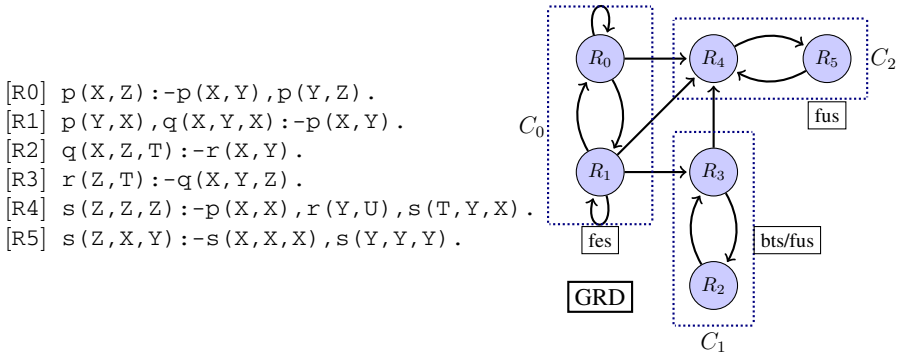 [R0] p(X,Z):-p(X,Y),p(Y,Z).
[R1] p(Y,X),q(X,Y,X):-p(X,Y).
[R2] q(X,Z,T):-r(X,Y).
[R3] r(Z,T):-q(X,Y,Z).
[R4] s(Z,Z,Z):-p(X,X),r(Y,U),s(T,Y,X).
[R5] s(Z,X,Y):-s(X,X,X),s(Y,Y,Y).
R0
R4
R5
C2
fus
C0
R1
R3
fes
bts/fus
R2
GRD
C1